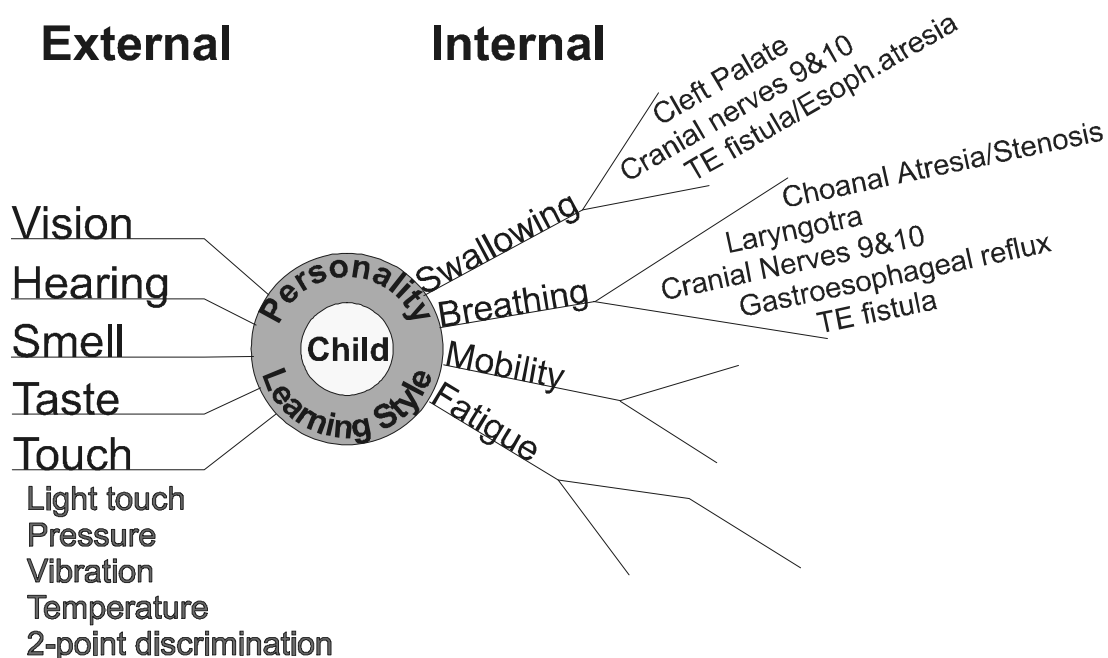 External
Internal
Vision
Hearing
Smell
Taste
Touch
Light touch
Pressure
Vibration
Temperature
2-point discrimination
Personality
Child
Learning Style
Swallowing
Cleft Palate
Cranial nerves 9&10
TE fistula/Esoph.atresia
Breathing
Choanal Atresia/Stenosis
Laryngotra
Cranial Nerves 9&10
Gastroesophageal reflux
TE fistula
Mobility
Fatigue